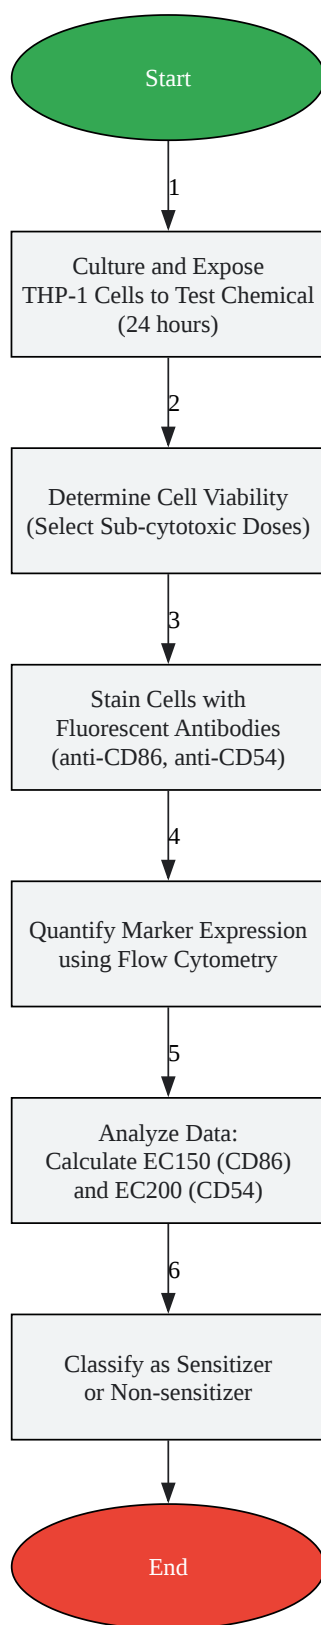 Start
1
Culture and Expose
THP-1 Cells to Test Chemical
(24 hours)
2
Determine Cell Viability
(Select Sub-cytotoxic Doses)
3
Stain Cells with
Fluorescent Antibodies
(anti-CD86, anti-CD54)
4
Quantify Marker Expression
using Flow Cytometry
5
Analyze Data:
Calculate EC150 (CD86)
and EC200 (CD54)
6
Classify as Sensitizer
or Non-sensitizer
End